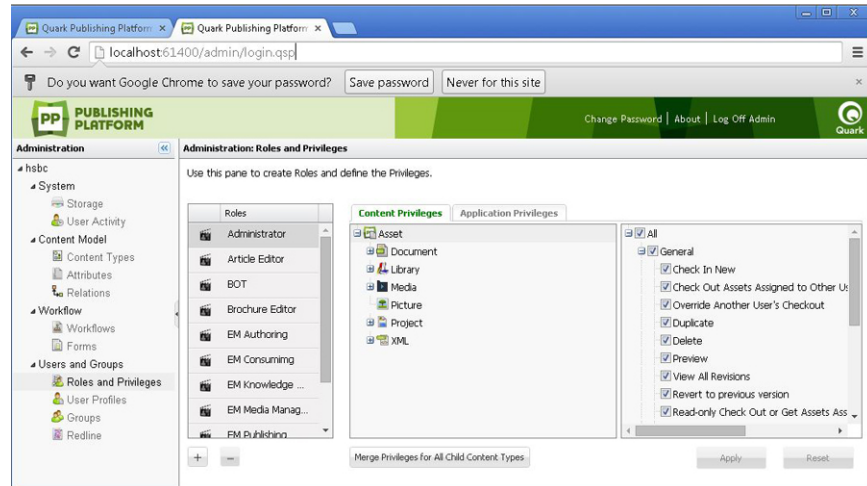 Quark Publishing Platform
Quark Publishing Platform
localhost:61400/admin/login.qsp
Do you want Google Chrome to save your password? Save password Never for this site
PP PUBLISHING PLATFORM
Change Password | About | Log Off Admin
Quark
Administration
Administration: Roles and Privileges
hsbc
System
Storage
User Activity
Content Model
Content Types
Attributes
Relations
Workflow
Workflows
Forms
Users and Groups
Roles and Privileges
User Profiles
Groups
Redline
Use this pane to create Roles and define the Privileges.
Roles
Administrator
Article Editor
BOT
Brochure Editor
EM Authoring
EM Consumimg
EM Knowledge ...
EM Media Manag...
EM Publishing
Content Privileges Application Privileges
Asset
Document
Library
Media
Picture
Project
XML
All
General
Check In New
Check Out Assets Assigned to Other Us
Override Another User's Checkout
Duplicate
Delete
Preview
View All Revisions
Revert to previous version
Read-only Check Out or Get Assets Ass
Merge Privileges for All Child Content Types
Apply Reset